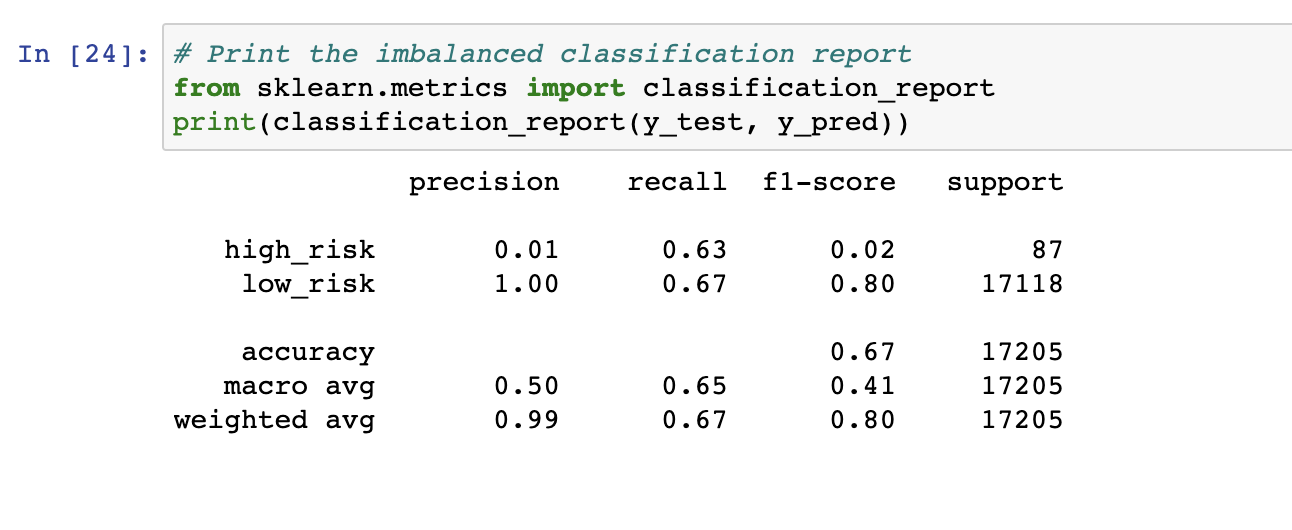 In [24]: # Print the imbalanced classification report
from sklearn.metrics import classification_report
print(classification_report(y_test, y_pred))
precision recall f1-score support
high_risk 0.01 0.63 0.02 87
low_risk 1.00 0.67 0.80 17118
accuracy 0.67 17205
macro avg 0.50 0.65 0.41 17205
weighted avg 0.99 0.67 0.80 17205